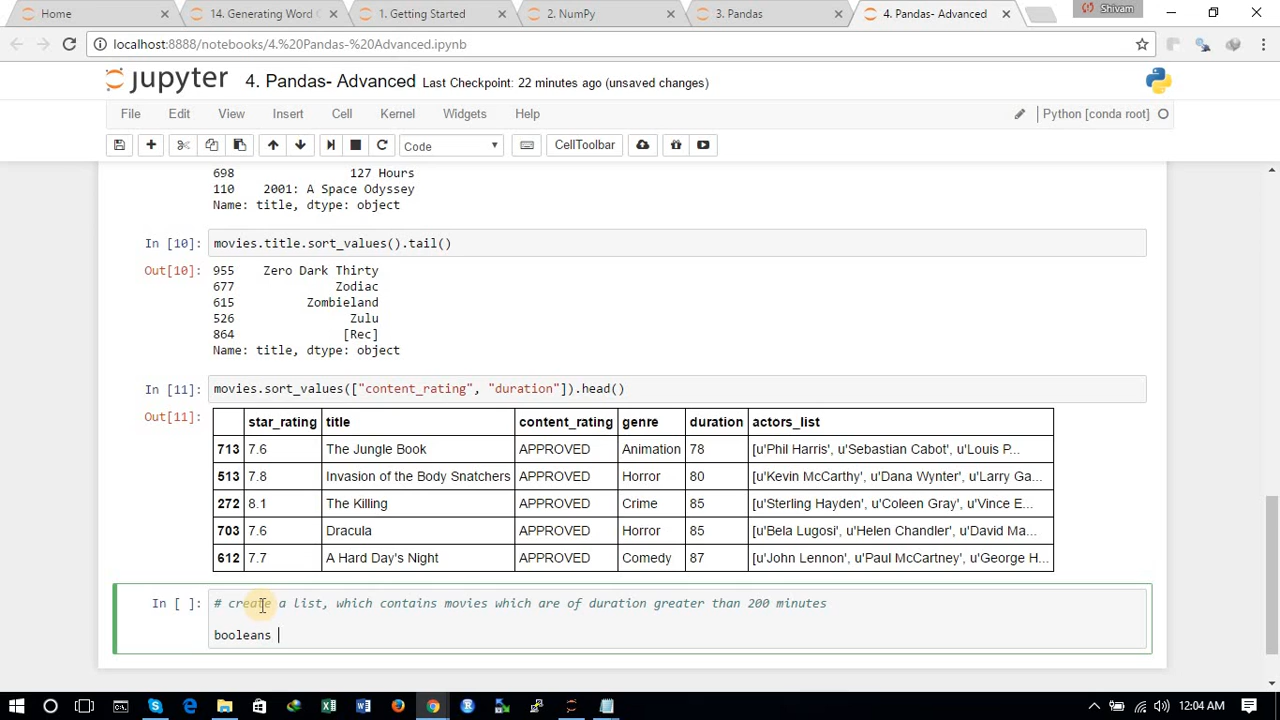 Home
14. Generating Word C
1. Getting Started
2. NumPy
3. Pandas
4. Pandas- Advanced
Shivam
localhost:8888/notebooks/4.%20Pandas-%20Advanced.ipynb
jupyter 4. Pandas- Advanced Last Checkpoint: 22 minutes ago (unsaved changes)
File Edit View Insert Cell Kernel Widgets Help Python [conda root]
Code CellToolbar
698 127 Hours
110 2001: A Space Odyssey
Name: title, dtype: object
In [10]: movies.title.sort_values().tail()
Out[10]: 955 Zero Dark Thirty
677 Zodiac
615 Zombieland
526 Zulu
864 [Rec]
Name: title, dtype: object
In [11]: movies.sort_values(["content_rating", "duration"]).head()
Out[11]:
star_rating title content_rating genre duration actors_list
713 7.6 The Jungle Book APPROVED Animation 78 [u'Phil Harris', u'Sebastian Cabot', u'Louis P...
513 7.8 Invasion of the Body Snatchers APPROVED Horror 80 [u'Kevin McCarthy', u'Dana Wynter', u'Larry Ga...
272 8.1 The Killing APPROVED Crime 85 [u'Sterling Hayden', u'Coleen Gray', u'Vince E...
703 7.6 Dracula APPROVED Horror 85 [u'Bela Lugosi', u'Helen Chandler', u'David Ma...
612 7.7 A Hard Day's Night APPROVED Comedy 87 [u'John Lennon', u'Paul McCartney', u'George H...
In [ ]: # create a list, which contains movies which are of duration greater than 200 minutes
booleans
12:04 AM